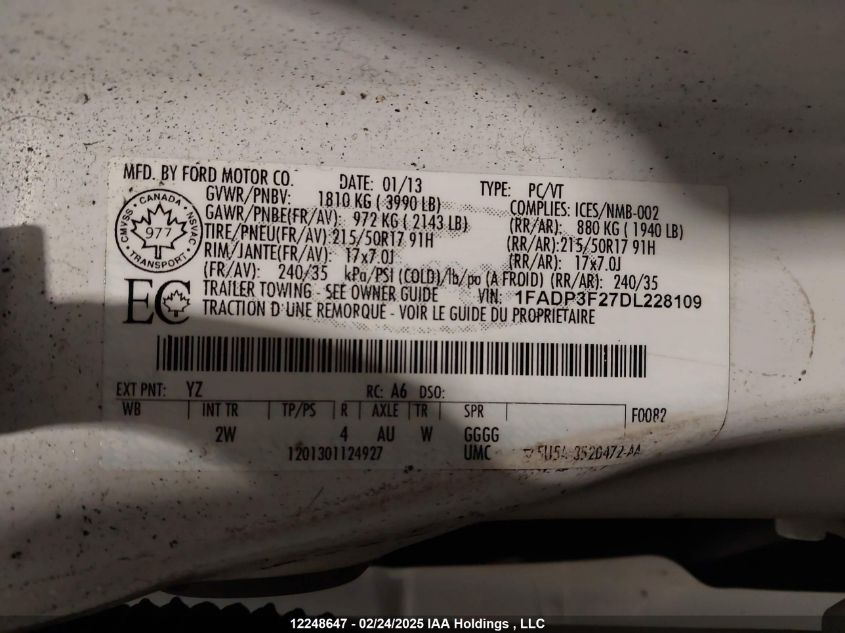 MFD. BY FORD MOTOR CO. DATE: 01/13 TYPE: PC/VT
GVWR/PNBV: 1810 KG ( 3990 LB) COMPLIES: ICES/NMB-002
GAWR/PNBE(FR/AV): 972 KG ( 2143 LB) (RR/AR): 880 KG ( 1940 LB)
TIRE/PNEU(FR/AV):215/50R17 91H (RR/AR):215/50R17 91H
RIM/JANTE(FR/AV): 17x7.0J (RR/AR): 17x7.0J
(FR/AV): 240/35 kPa/PSI (COLD)/lb/po (A FROID) (RR/AR): 240/35
TRAILER TOWING - SEE OWNER GUIDE VIN: 1FADP3F27DL228109
TRACTION D'UNE REMORQUE - VOIR LE GUIDE DU PROPRIETAIRE
CANADA
CMVSS NSVAC
977
TRANSPORT
EC
EXT PNT: YZ RC: A6 DSO:
WB INT TR TP/PS R AXLE TR SPR F0082
2W 4 AU W GGGG
1201301124927 UMC 3520472-AA
12248647 - 02/24/2025 IAA Holdings , LLC